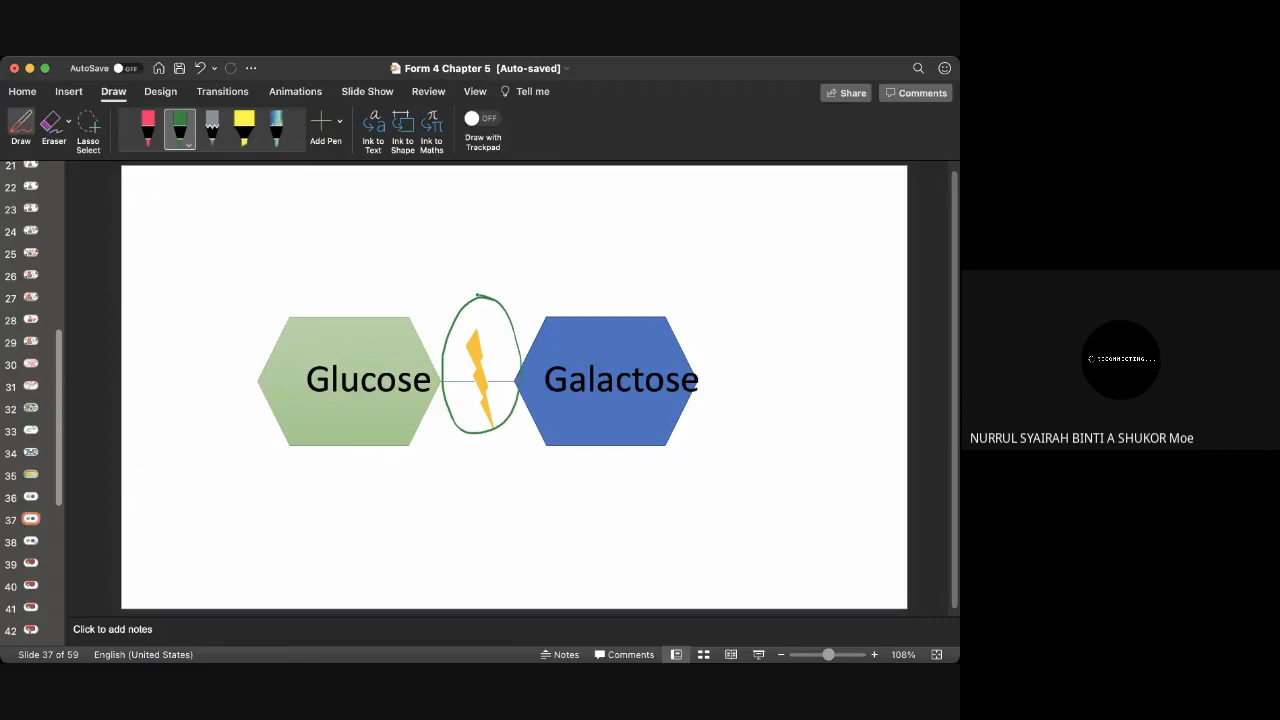 AutoSave OFF
Form 4 Chapter 5 [Auto-saved]
Home Insert Draw Design Transitions Animations Slide Show Review View Tell me
Share Comments
Draw Eraser Lasso Select Add Pen Ink to Text Ink to Shape Ink to Maths OFF Draw with Trackpad
21
22
23
24
25
26
27
28
29
30
31
32
33
34
35
36
37
38
39
40
41
42
Glucose Galactose
RECONNECTING...
NURRUL SYAIRAH BINTI A SHUKOR Moe
Click to add notes
Slide 37 of 59 English (United States) Notes Comments 108%